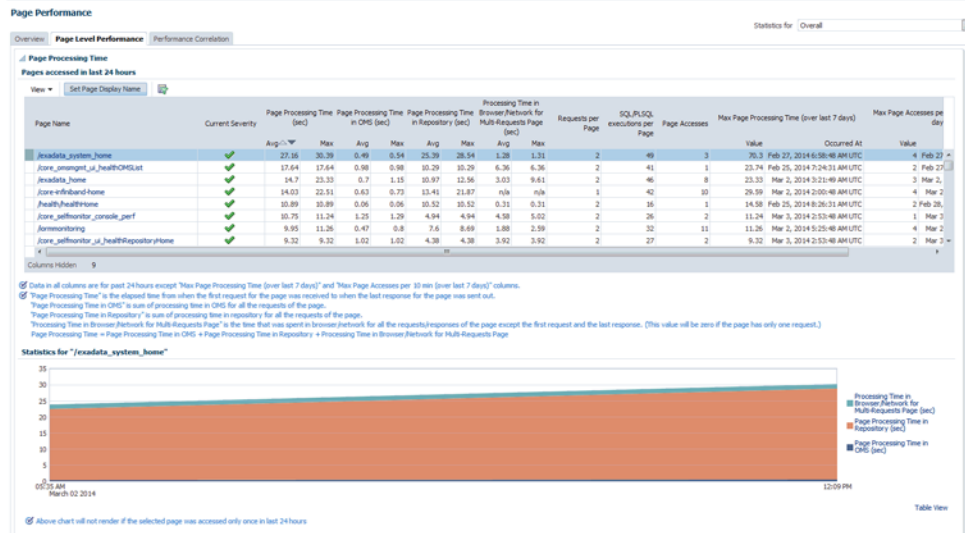 Page Performance
Statistics for Overall
Overview Page Level Performance Performance Correlation
Page Processing Time
Pages accessed in last 24 hours
View Set Page Display Name
Page Name Current Severity Page Processing Time (sec) Page Processing Time in OMS (sec) Page Processing Time in Repository (sec) Processing Time in Browser/Network for Multi-Requests Page (sec) Requests per Page SQL/PLSQL executions per Page Page Accesses Max Page Processing Time (over last 7 days) Max Page Accesses per day
Avg Max Avg Max Avg Max Avg Max Value Occurred At Value
/exadata_system_home 27.16 30.39 0.49 0.54 25.39 28.54 1.28 1.31 2 49 3 70.3 Feb 27, 2014 6:58:48 AM UTC 4 Feb 27
/core_omsmgmt_ui_healthOMSList 17.64 17.64 0.98 0.98 10.29 10.29 6.36 6.36 2 41 1 23.74 Feb 25, 2014 7:24:31 AM UTC 2 Feb 27
/exadata_home 14.7 23.33 0.7 1.15 10.97 12.56 3.03 9.61 2 46 8 23.33 Mar 2, 2014 3:21:49 AM UTC 3 Mar 2,
/core-infiniband-home 14.03 22.51 0.63 0.73 13.41 21.87 n/a n/a 1 42 10 29.59 Mar 2, 2014 2:00:48 AM UTC 4 Mar 2
/health/healthHome 10.89 10.89 0.06 0.06 10.52 10.52 0.31 0.31 2 16 1 14.58 Feb 25, 2014 8:26:31 AM UTC 2 Feb 28,
/core_selfmonitor_console_perf 10.75 11.24 1.25 1.29 4.94 4.94 4.58 5.02 2 26 2 11.24 Mar 3, 2014 2:53:48 AM UTC 1 Mar 3
/iormmonitoring 9.95 11.26 0.47 0.8 7.6 8.69 1.88 2.59 2 32 11 11.26 Mar 2, 2014 5:25:48 AM UTC 4 Mar 2
/core_selfmonitor_ui_healthRepositoryHome 9.32 9.32 1.02 1.02 4.38 4.38 3.92 3.92 2 27 2 9.32 Mar 3, 2014 2:53:48 AM UTC 2 Mar 3
Columns Hidden 9
Data in all columns are for past 24 hours except "Max Page Processing Time (over last 7 days)" and "Max Page Accesses per 10 min (over last 7 days)" columns.
"Page Processing Time" is the elapsed time from when the first request for the page was received to when the last response for the page was sent out.
"Page Processing Time in OMS" is sum of processing time in OMS for all the requests of the page.
"Page Processing Time in Repository" is sum of processing time in repository for all the requests of the page.
"Processing Time in Browser/Network for Multi-Requests Page" is the time that was spent in browser/network for all the requests/responses of the page except the first request and the last response. (This value will be zero if the page has only one request.)
Page Processing Time = Page Processing Time in OMS + Page Processing Time in Repository + Processing Time in Browser/Network for Multi-Requests Page
Statistics for "/exadata_system_home"
35
30
25
20
15
10
5
0
05:35 AM
March 02 2014
12:09 PM
Processing Time in
Browser/Network for
Multi-Requests Page (sec)
Page Processing Time in
Repository (sec)
Page Processing Time in
OMS (sec)
Table View
Above chart will not render if the selected page was accessed only once in last 24 hours